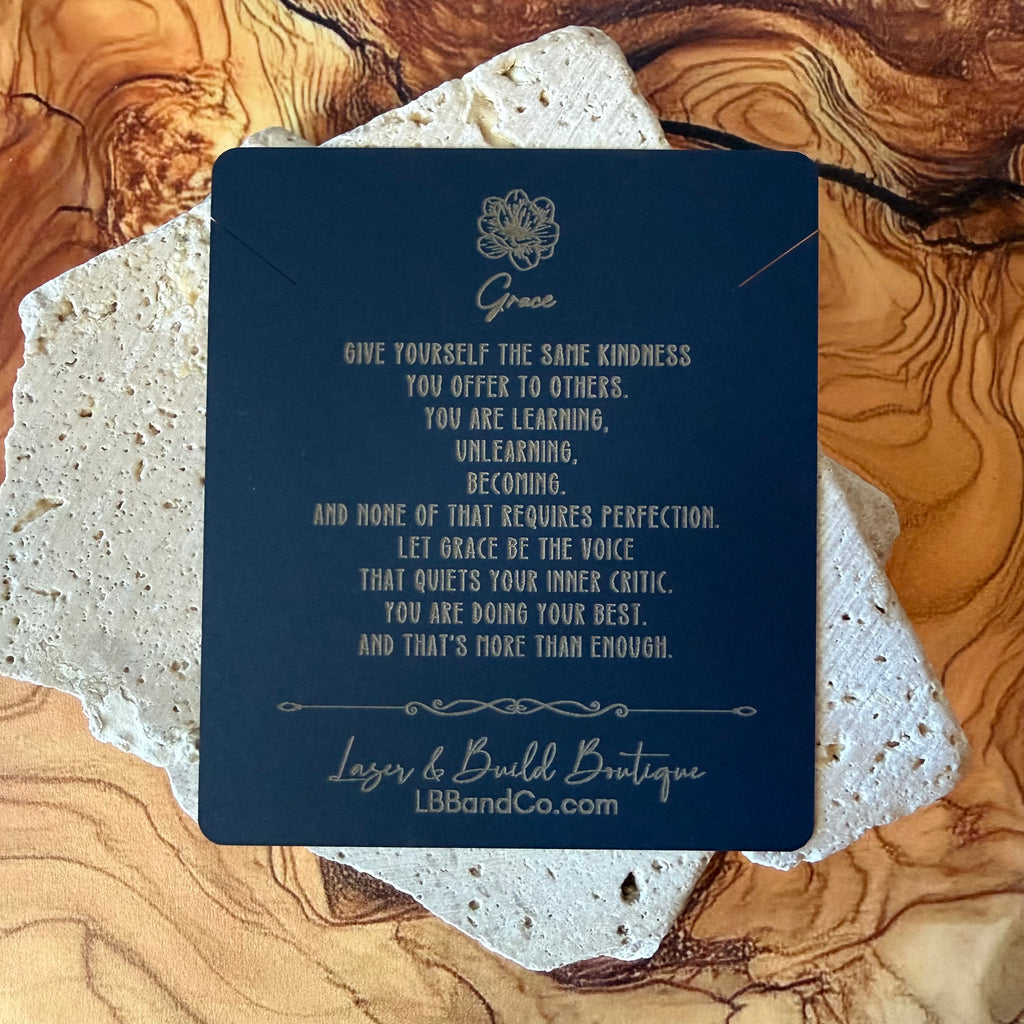 Grace
GIVE YOURSELF THE SAME KINDNESS
YOU OFFER TO OTHERS.
YOU ARE LEARNING,
UNLEARNING,
BECOMING.
AND NONE OF THAT REQUIRES PERFECTION.
LET GRACE BE THE VOICE
THAT QUIETS YOUR INNER CRITIC.
YOU ARE DOING YOUR BEST.
AND THAT'S MORE THAN ENOUGH.
Laser & Build Boutique
LBBandCo.com